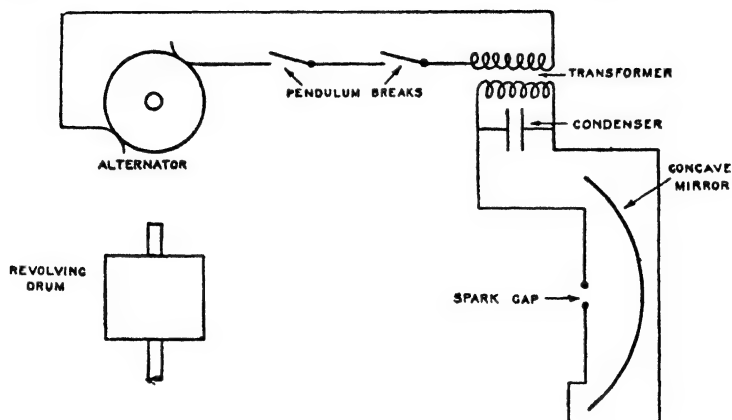 TRANSFORMER
PENDULUM BREAKS
CONDENSER
ALTERNATOR
CONCAVE
MIRROR
REVOLVING
DRUM
SPARK GAP